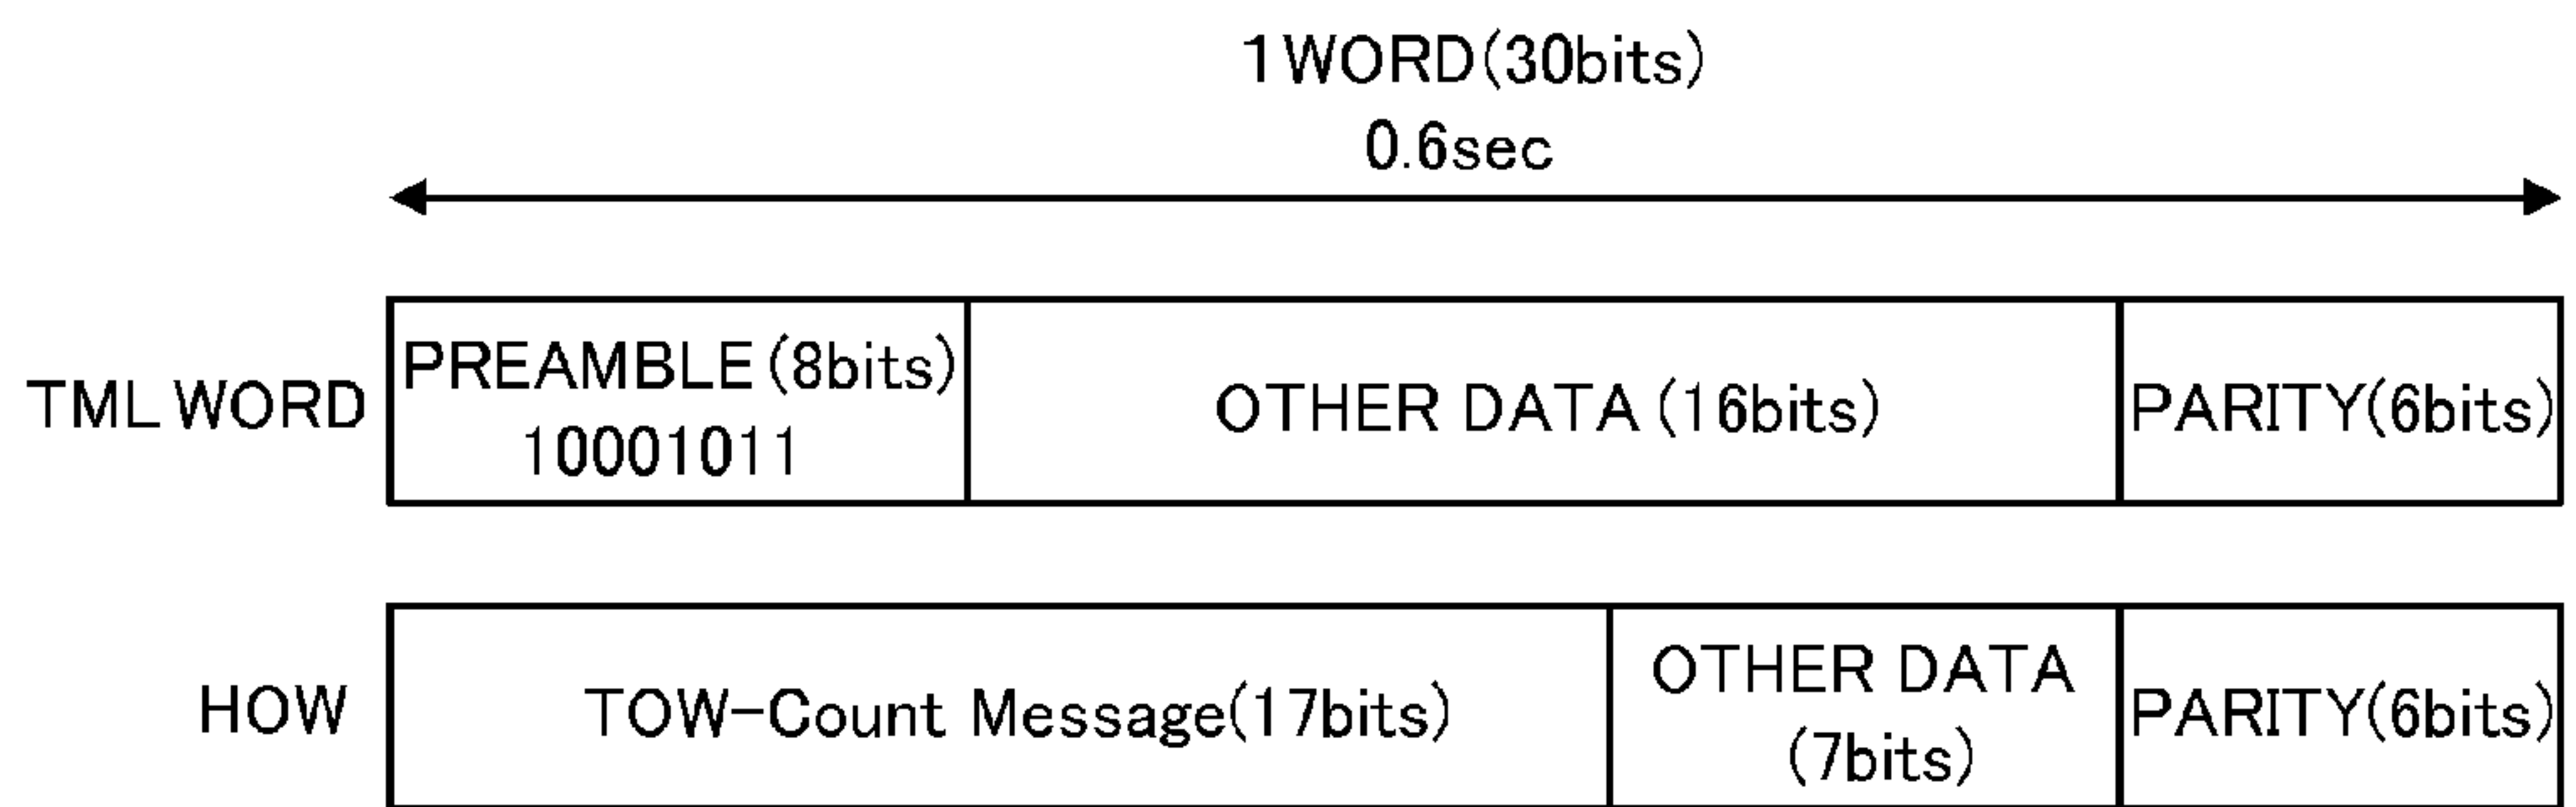 1WORD(30bits)
0.6sec
TML WORD
PREAMBLE(8bits)
10001011
OTHER DATA(16bits)
PARITY(6bits)
HOW
TOW-Count Message(17bits)
OTHER DATA
(7bits)
PARITY(6bits)